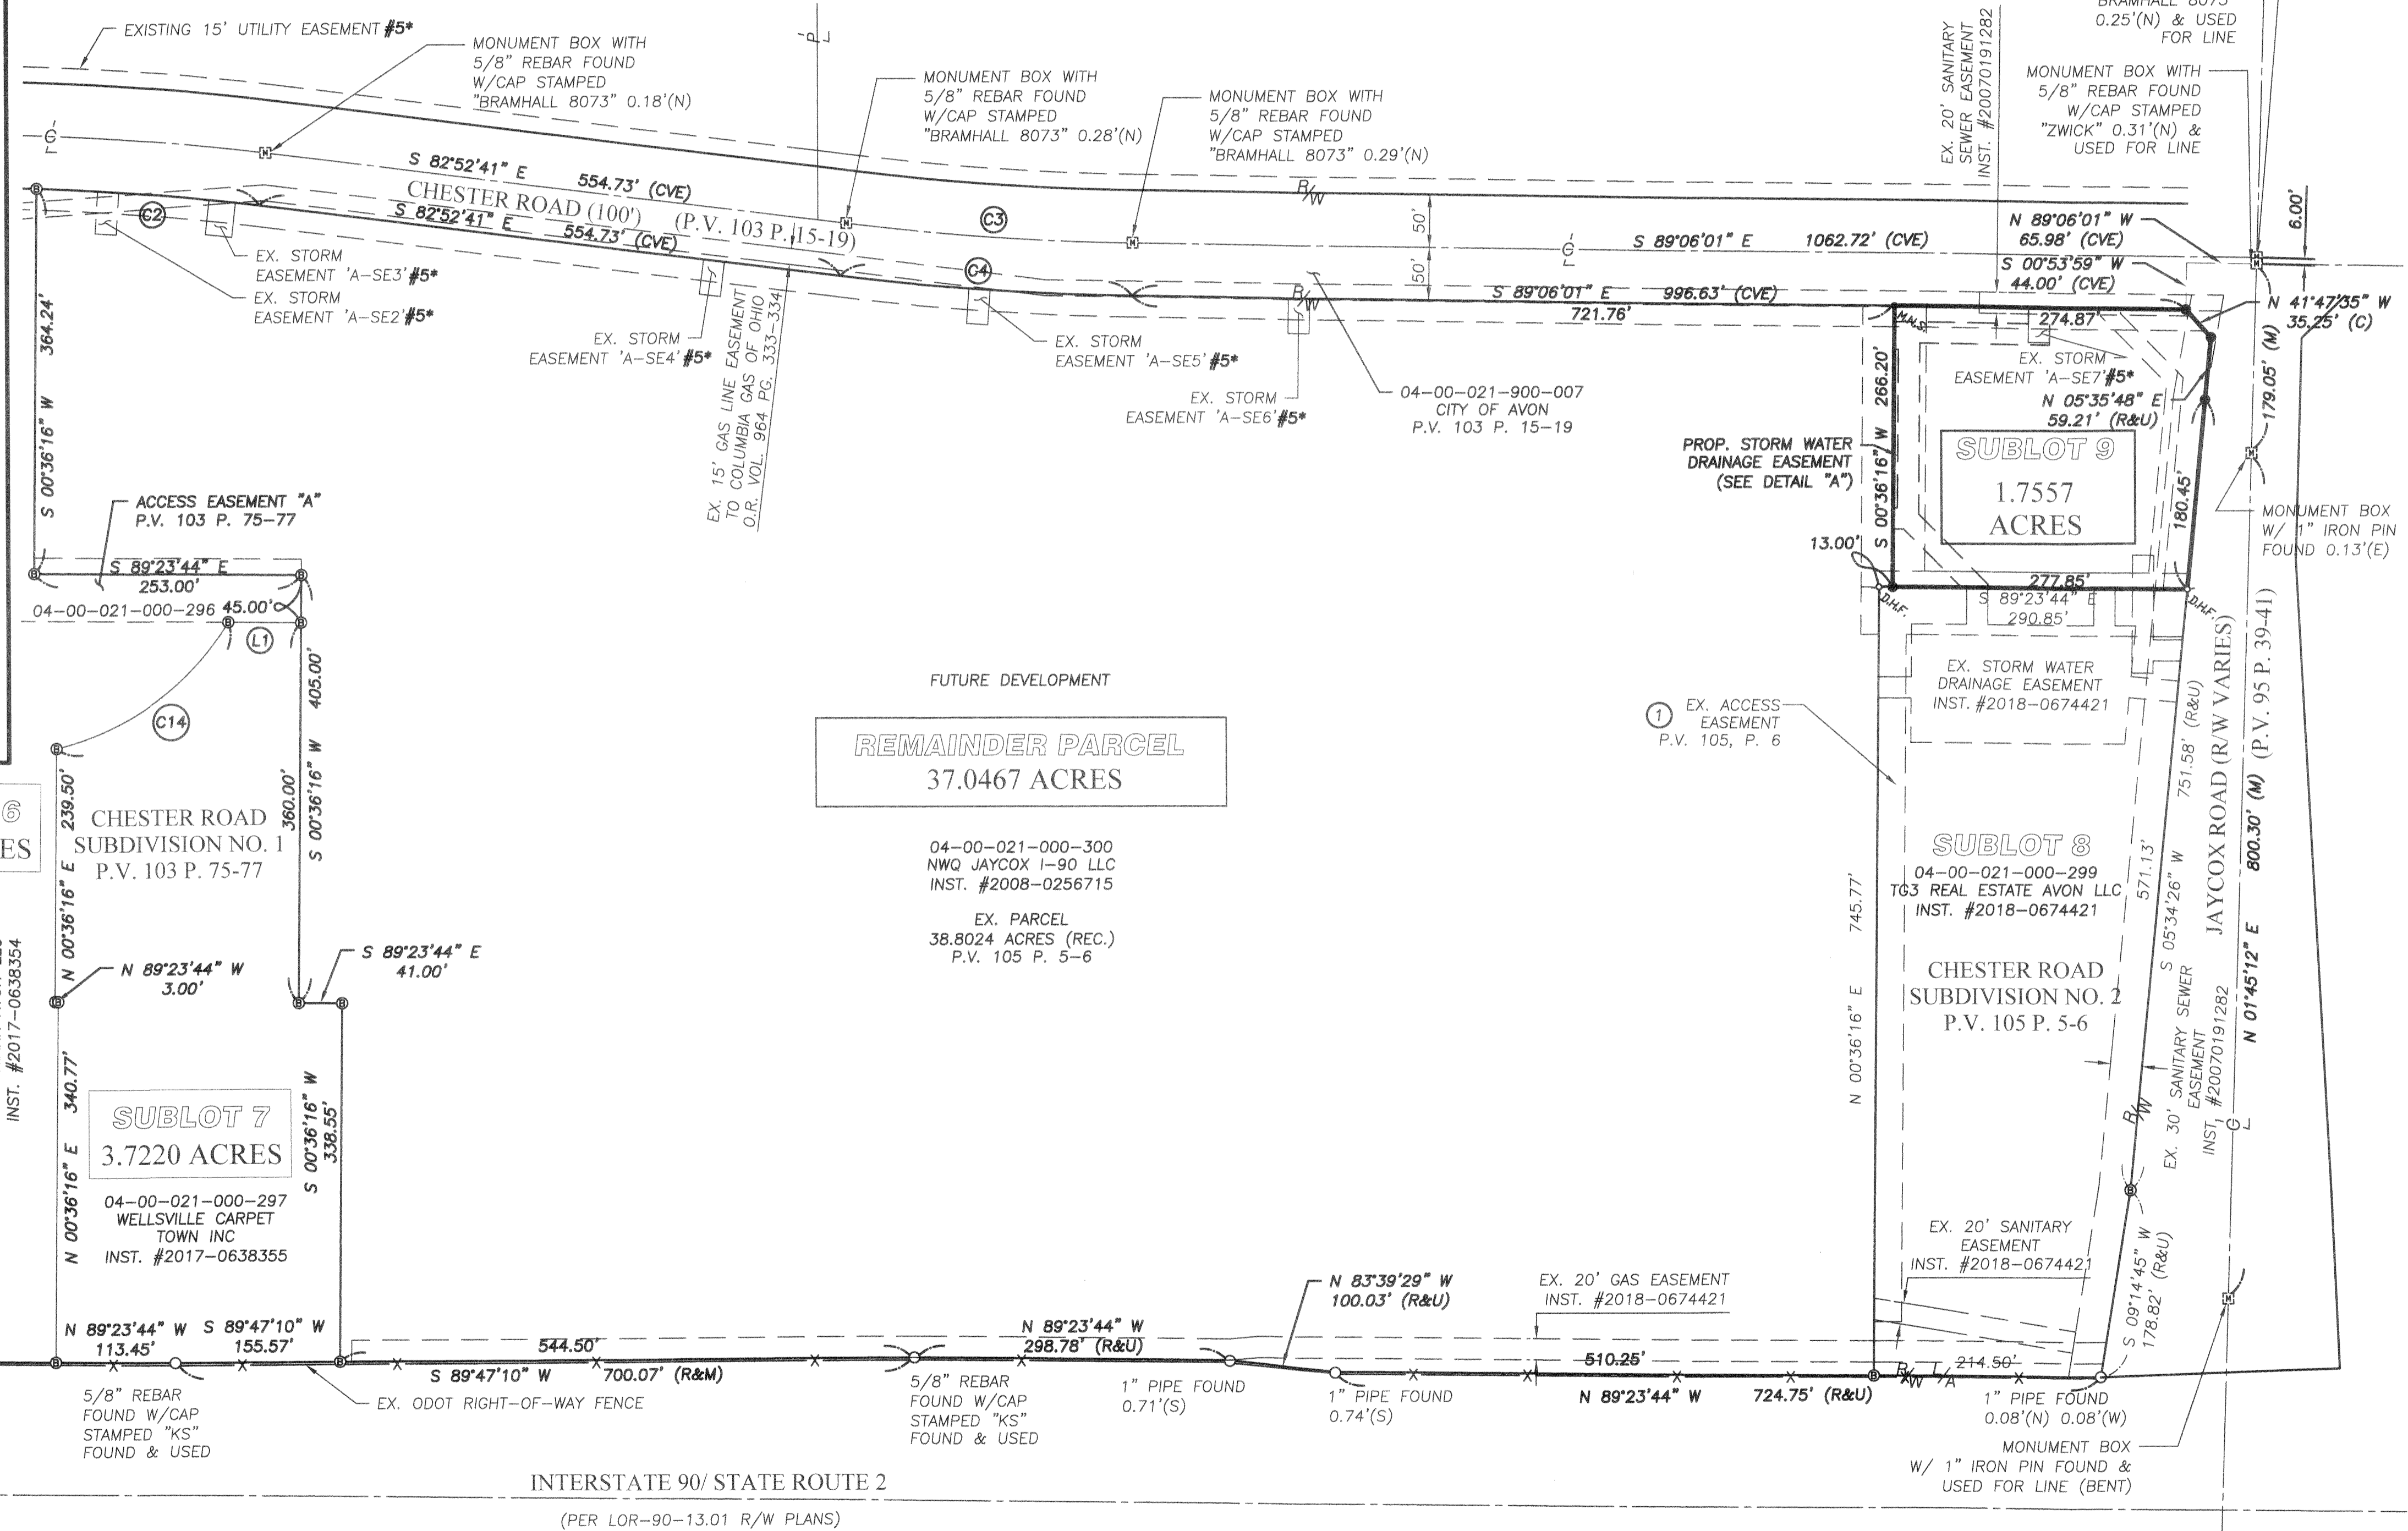 EXISTING 15' UTILITY EASEMENT #5*
MONUMENT BOX WITH
5/8" REBAR FOUND
W/CAP STAMPED
"BRAMHALL 8073" 0.18'(N)
P
L
MONUMENT BOX WITH
5/8" REBAR FOUND
W/CAP STAMPED
"BRAMHALL 8073" 0.28'(N)
MONUMENT BOX WITH
5/8" REBAR FOUND
W/CAP STAMPED
"BRAMHALL 8073" 0.29'(N)
EX. 20' SANITARY
SEWER EASEMENT
INST. #20070191282
BRAMHALL 8073"
0.25'(N) & USED
FOR LINE
MONUMENT BOX WITH
5/8" REBAR FOUND
W/CAP STAMPED
"ZWICK" 0.31'(N) &
USED FOR LINE
C
L
M
S 82°52'41" E 554.73' (CVE)
CHESTER ROAD (100') (P.V. 103 P. 15-19)
S 82°52'41" E 554.73' (CVE)
M
C3
M
R/W
50'
50'
C
L
S 89°06'01" E 1062.72' (CVE)
N 89°06'01" W
65.98' (CVE)
S 00°53'59" W
44.00' (CVE)
6.00'
M
M
N 41°47'35" W
35.25' (C)
B
C2
C4
R/W
S 89°06'01" E 996.63' (CVE)
721.76'
M.N.S.
274.87'
EX. STORM
EASEMENT 'A-SE3' #5*
EX. STORM
EASEMENT 'A-SE2' #5*
EX. STORM
EASEMENT 'A-SE4' #5*
EX. 15' GAS LINE EASEMENT
TO COLUMBIA GAS OF OHIO
O.R. VOL. 964 PG. 333-334
EX. STORM
EASEMENT 'A-SE5' #5*
EX. STORM
EASEMENT 'A-SE6' #5*
04-00-021-900-007
CITY OF AVON
P.V. 103 P. 15-19
EX. STORM
EASEMENT 'A-SE7' #5*
N 05°35'48" E
59.21' (R&U)
179.05' (M)
M
MONUMENT BOX
W/ 1" IRON PIN
FOUND 0.13'(E)
S 00°36'16" W 364.24'
PROP. STORM WATER
DRAINAGE EASEMENT
(SEE DETAIL "A")
S 00°36'16" W 266.20'
SUBLOT 9
1.7557
ACRES
180.45'
13.00'
277.85'
S 89°23'44" E
290.85'
D.H.F.
D.H.F.
ACCESS EASEMENT "A"
P.V. 103 P. 75-77
S 89°23'44" E
253.00'
B
B
04-00-021-000-296 45.00'
B
B
L1
C14
B
S 00°36'16" W 405.00'
360.00'
FUTURE DEVELOPMENT
REMAINDER PARCEL
37.0467 ACRES
04-00-021-000-300
NWQ JAYCOX I-90 LLC
INST. #2008-0256715
EX. PARCEL
38.8024 ACRES (REC.)
P.V. 105 P. 5-6
1 EX. ACCESS
EASEMENT
P.V. 105, P. 6
EX. STORM WATER
DRAINAGE EASEMENT
INST. #2018-0674421
SUBLOT 8
04-00-021-000-299
TG3 REAL ESTATE AVON LLC
INST. #2018-0674421
CHESTER ROAD
SUBDIVISION NO. 2
P.V. 105 P. 5-6
N 00°36'16" E 745.77'
S 05°34'26" W 751.58' (R&U)
571.13'
JAYCOX ROAD (R/W VARIES) (P.V. 95 P. 39-41)
N 01°45'12" E 800.30' (M)
EX. 30' SANITARY SEWER
EASEMENT
INST. #20070191282
R/W
C
L
6
ES
N 00°36'16" E 239.50'
CHESTER ROAD
SUBDIVISION NO. 1
P.V. 103 P. 75-77
INST. #2017-0638354
N 89°23'44" W
3.00'
B
B
B
S 89°23'44" E
41.00'
N 00°36'16" E 340.77'
SUBLOT 7
3.7220 ACRES
S 00°36'16" W
338.55'
04-00-021-000-297
WELLSVILLE CARPET
TOWN INC
INST. #2017-0638355
N 89°23'44" W
113.45'
S 89°47'10" W
155.57'
B
B
544.50'
S 89°47'10" W 700.07' (R&M)
N 89°23'44" W
298.78' (R&U)
N 83°39'29" W
100.03' (R&U)
EX. 20' GAS EASEMENT
INST. #2018-0674421
EX. 20' SANITARY
EASEMENT
INST. #2018-0674421
B
S 09°14'45" W
178.82' (R&U)
M
510.25'
N 89°23'44" W 724.75' (R&U)
B
R/W L/A
214.50'
5/8" REBAR
FOUND W/CAP
STAMPED "KS"
FOUND & USED
EX. ODOT RIGHT-OF-WAY FENCE
5/8" REBAR
FOUND W/CAP
STAMPED "KS"
FOUND & USED
1" PIPE FOUND
0.71'(S)
1" PIPE FOUND
0.74'(S)
1" PIPE FOUND
0.08'(N) 0.08'(W)
MONUMENT BOX
W/ 1" IRON PIN FOUND &
USED FOR LINE (BENT)
INTERSTATE 90/ STATE ROUTE 2
(PER LOR-90-13.01 R/W PLANS)